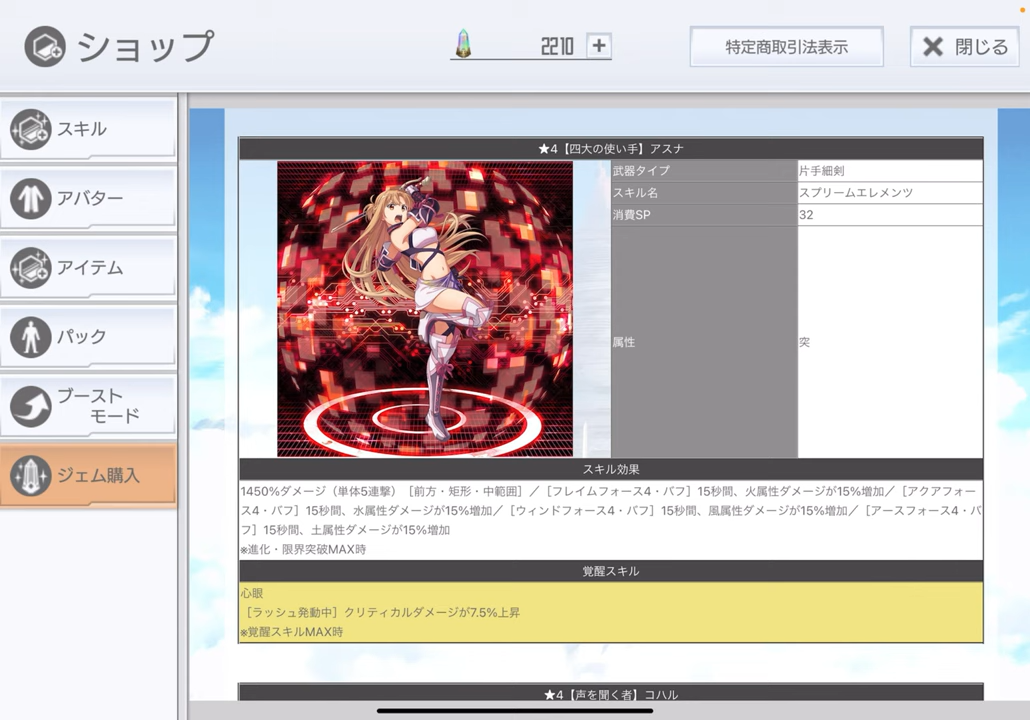 ショップ
2210
特定商取引法表示
閉じる
スキル
アバター
アイテム
パック
ブースト
モード
ジェム購入
★4【四大の使い手】アスナ
武器タイプ 片手細剣
スキル名 スプリームエレメンツ
消費SP 32
属性 突
スキル効果
1450%ダメージ（単体5連撃）［前方・矩形・中範囲］／［フレイムフォース4・バフ］15秒間、火属性ダメージが15%増加／［アクアフォー
ス4・バフ］15秒間、水属性ダメージが15%増加／［ウィンドフォース4・バフ］15秒間、風属性ダメージが15%増加／［アースフォース4・バ
フ］15秒間、土属性ダメージが15%増加
※進化・限界突破MAX時
覚醒スキル
心眼
［ラッシュ発動中］クリティカルダメージが7.5%上昇
※覚醒スキルMAX時
★4【声を聞く者】コハル